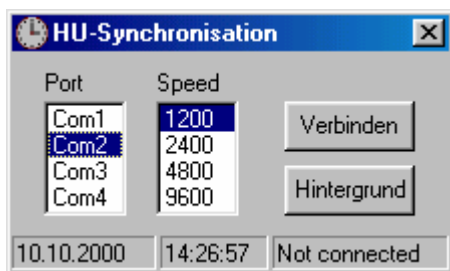 HU-Synchronisation
Port Speed
Com1 1200
Com2 2400
Com3 4800
Com4 9600
Verbinden
Hintergrund
10.10.2000 14:26:57 Not connected